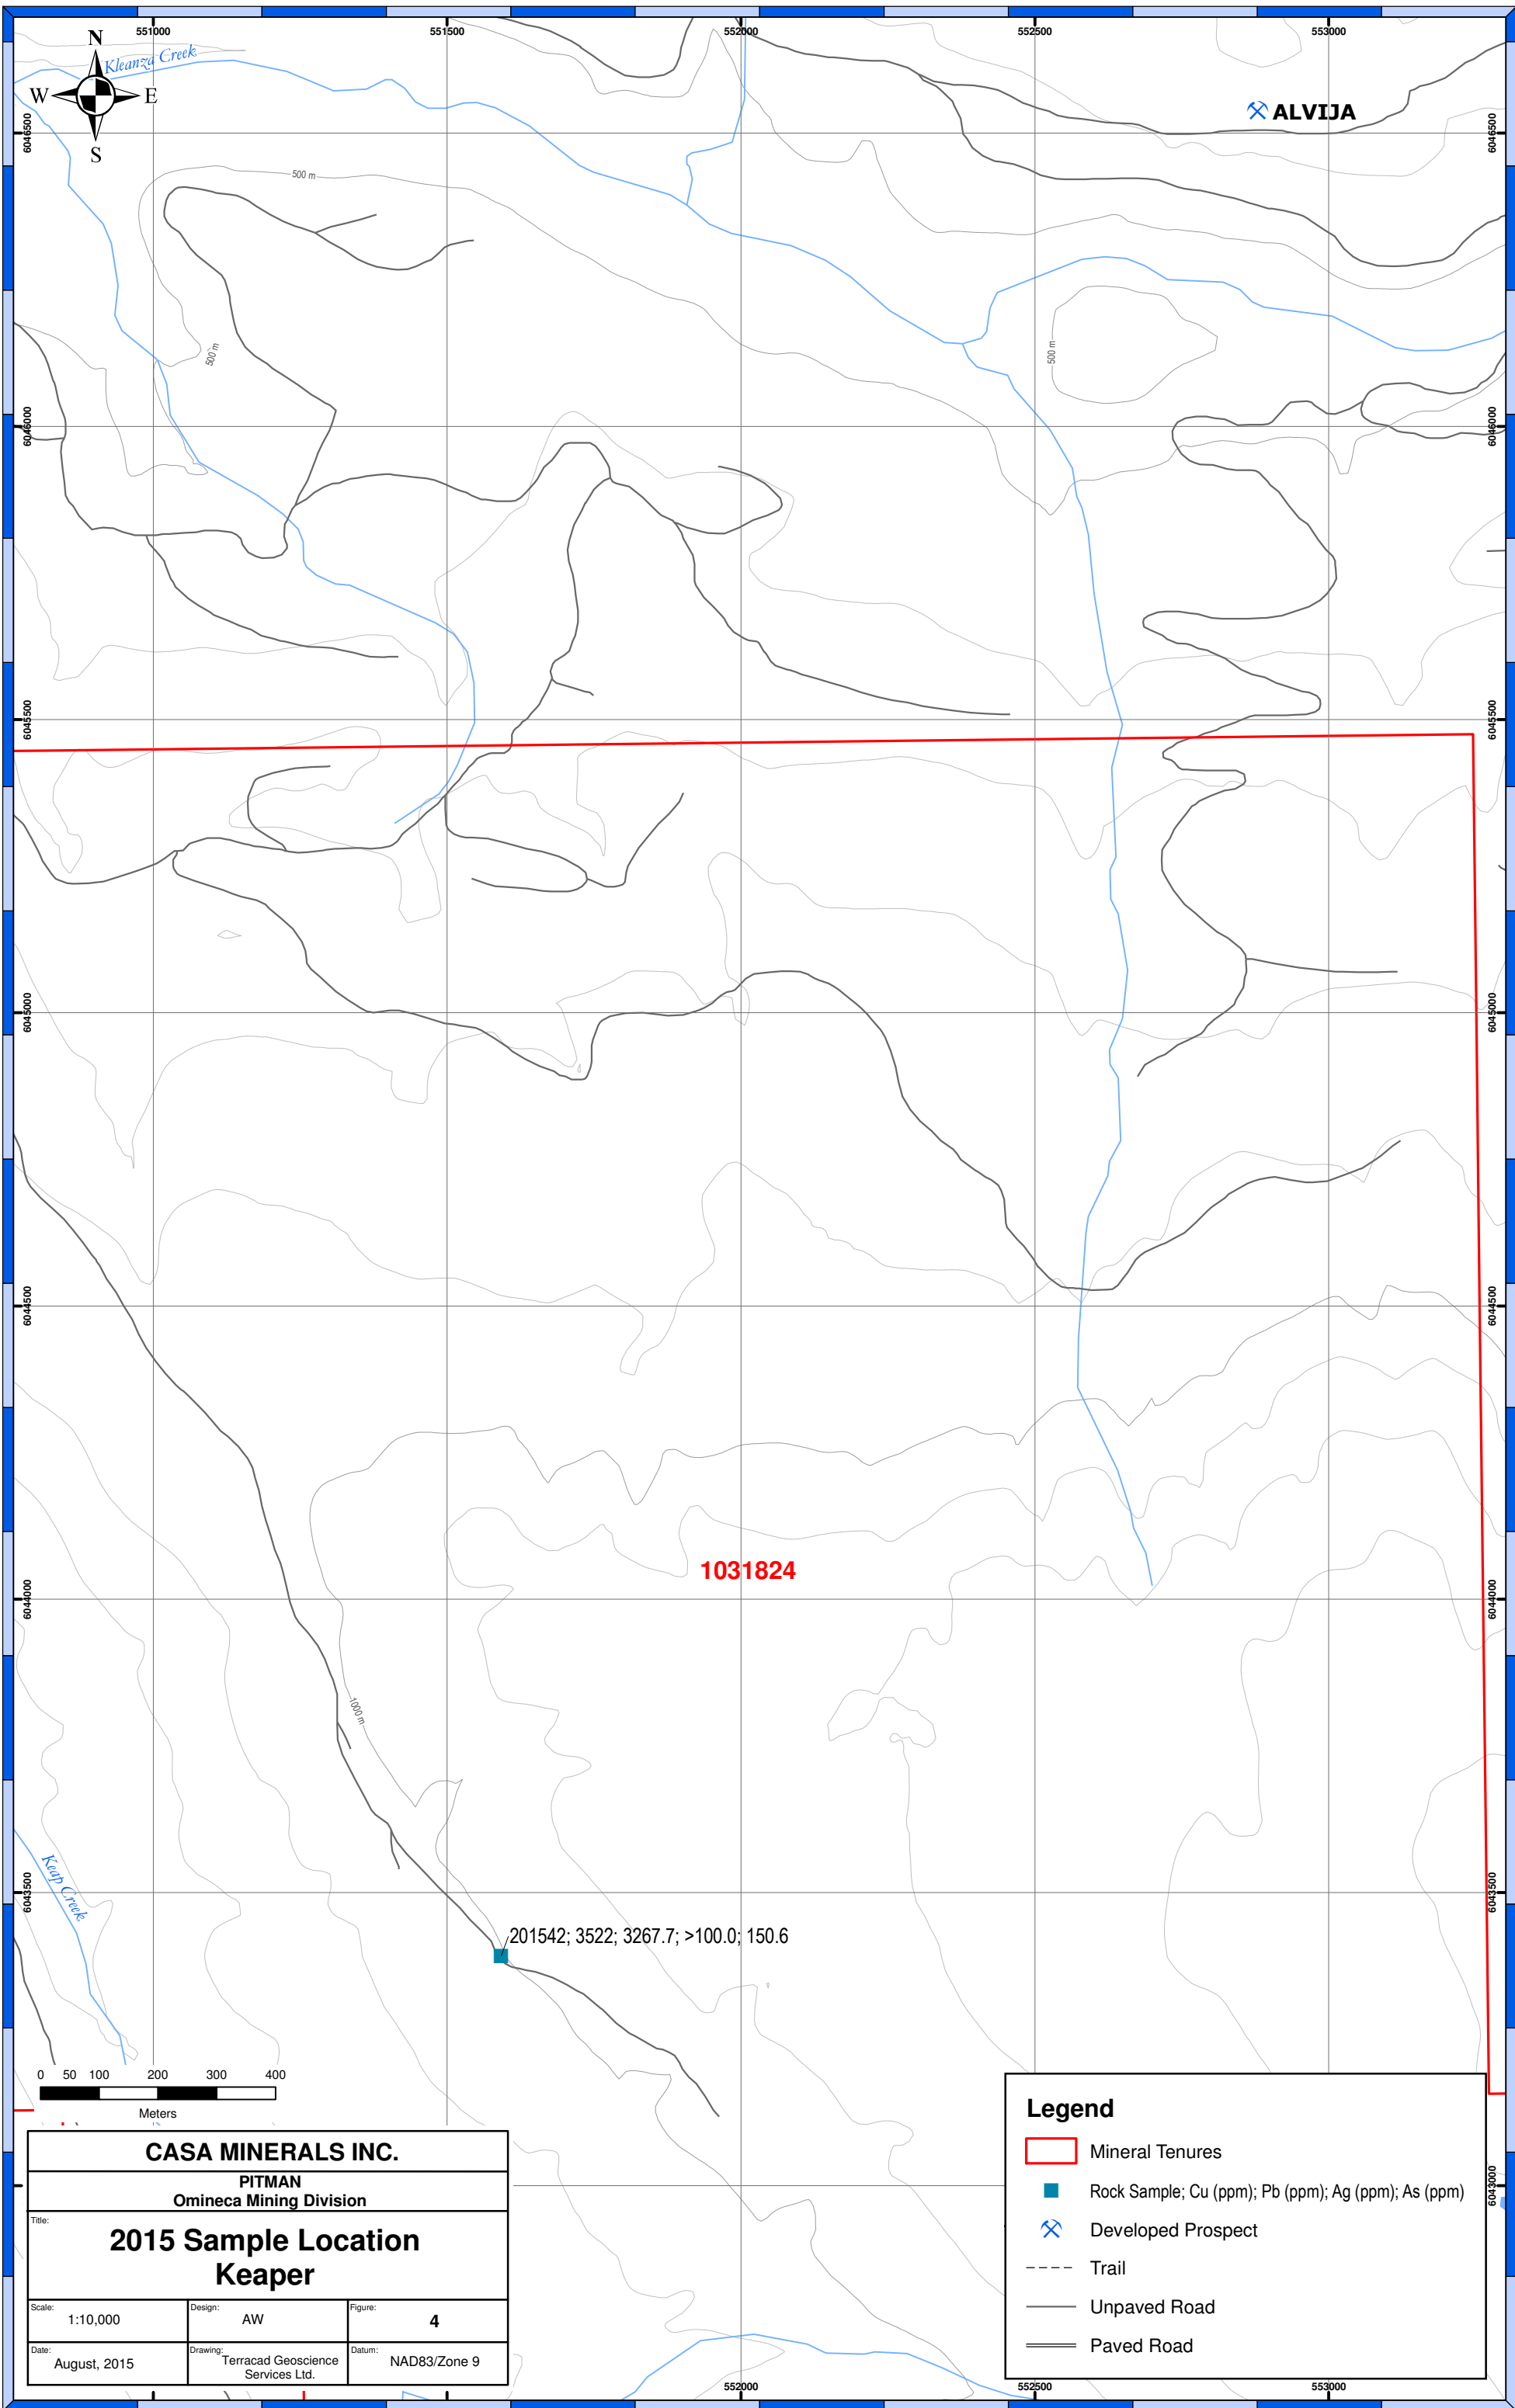 551000
551500
552000
552500
553000
N
W
E
S
Kleanza Creek
ALVIJA
6046500
6046500
500 m
500 m
500 m
6046000
6046000
6045500
6045500
6045000
6045000
6044500
6044500
1031824
6044000
6044000
1000 m
6043500
6043500
Keap Creek
201542; 3522; 3267.7; >100.0; 150.6
0 50 100 200 300 400
Meters
CASA MINERALS INC.
PITMAN
Omineca Mining Division
Title:
2015 Sample Location
Keaper
Scale:
1:10,000
Design:
AW
Figure:
4
Date:
August, 2015
Drawing:
Terracad Geoscience
Services Ltd.
Datum:
NAD83/Zone 9
Legend
Mineral Tenures
Rock Sample; Cu (ppm); Pb (ppm); Ag (ppm); As (ppm)
Developed Prospect
Trail
Unpaved Road
Paved Road
6043000
552000
552500
553000